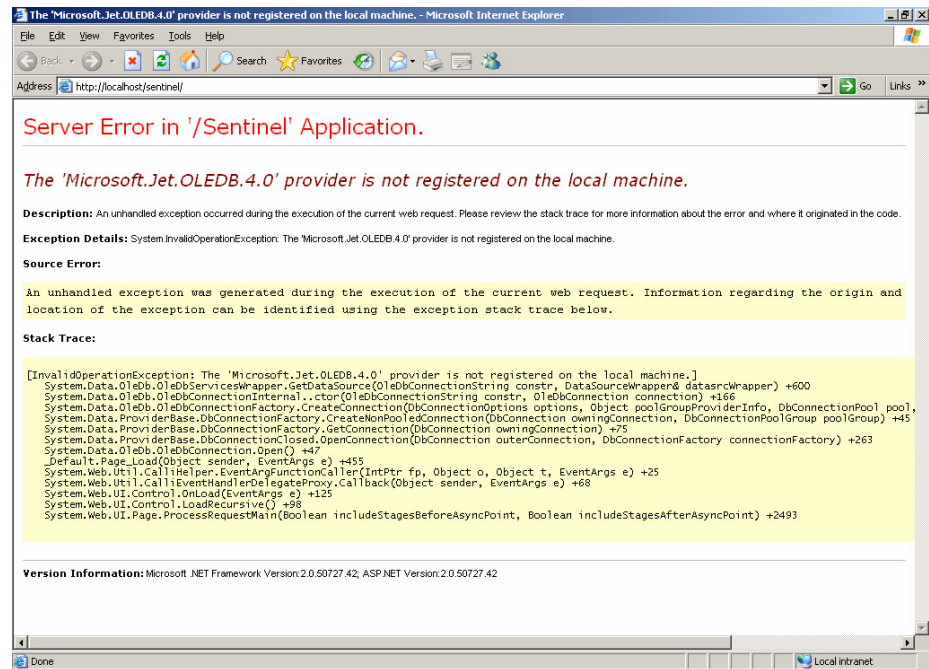 The 'Microsoft.Jet.OLEDB.4.0' provider is not registered on the local machine. - Microsoft Internet Explorer
File Edit View Favorites Tools Help
Back Search Favorites
Address http://localhost/sentinel/ Go Links »
Server Error in '/Sentinel' Application.
The 'Microsoft.Jet.OLEDB.4.0' provider is not registered on the local machine.
Description: An unhandled exception occurred during the execution of the current web request. Please review the stack trace for more information about the error and where it originated in the code.
Exception Details: System.InvalidOperationException: The 'Microsoft.Jet.OLEDB.4.0' provider is not registered on the local machine.
Source Error:
An unhandled exception was generated during the execution of the current web request. Information regarding the origin and
location of the exception can be identified using the exception stack trace below.
Stack Trace:
[InvalidOperationException: The 'Microsoft.Jet.OLEDB.4.0' provider is not registered on the local machine.]
System.Data.OleDb.OleDbServicesWrapper.GetDataSource(OleDbConnectionString constr, DataSourceWrapper& datasrcWrapper) +600
System.Data.OleDb.OleDbConnectionInternal..ctor(OleDbConnectionString constr, OleDbConnection connection) +166
System.Data.OleDb.OleDbConnectionFactory.CreateConnection(DbConnectionOptions options, Object poolGroupProviderInfo, DbConnectionPool pool,
System.Data.ProviderBase.DbConnectionFactory.CreateNonPooledConnection(DbConnection owningConnection, DbConnectionPoolGroup poolGroup) +45
System.Data.ProviderBase.DbConnectionFactory.GetConnection(DbConnection owningConnection) +75
System.Data.ProviderBase.DbConnectionClosed.OpenConnection(DbConnection outerConnection, DbConnectionFactory connectionFactory) +263
System.Data.OleDb.OleDbConnection.Open() +47
_Default.Page_Load(Object sender, EventArgs e) +455
System.Web.Util.CalliHelper.EventArgFunctionCaller(IntPtr fp, Object o, Object t, EventArgs e) +25
System.Web.Util.CalliEventHandlerDelegateProxy.Callback(Object sender, EventArgs e) +68
System.Web.UI.Control.OnLoad(EventArgs e) +125
System.Web.UI.Control.LoadRecursive() +98
System.Web.UI.Page.ProcessRequestMain(Boolean includeStagesBeforeAsyncPoint, Boolean includeStagesAfterAsyncPoint) +2493
Version Information: Microsoft .NET Framework Version:2.0.50727.42; ASP.NET Version:2.0.50727.42
Done Local intranet